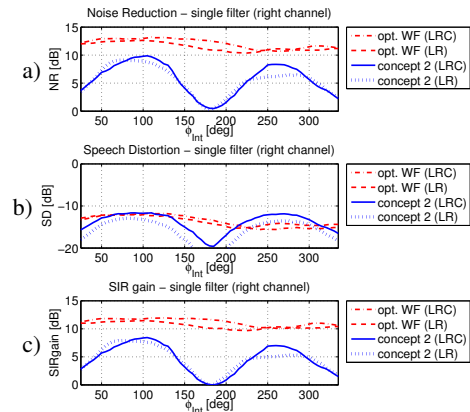 Noise Reduction − single filter (right channel)
a)
NR [dB]
15
10
5
0
50 100 150 200 250 300
ϕInt [deg]
opt. WF (LRC)
opt. WF (LR)
concept 2 (LRC)
concept 2 (LR)
Speech Distortion − single filter (right channel)
b)
SD [dB]
0
−10
−20
50 100 150 200 250 300
ϕInt [deg]
opt. WF (LRC)
opt. WF (LR)
concept 2 (LRC)
concept 2 (LR)
SIR gain − single filter (right channel)
c)
SIRgain [dB]
15
10
5
0
50 100 150 200 250 300
ϕInt [deg]
opt. WF (LRC)
opt. WF (LR)
concept 2 (LRC)
concept 2 (LR)